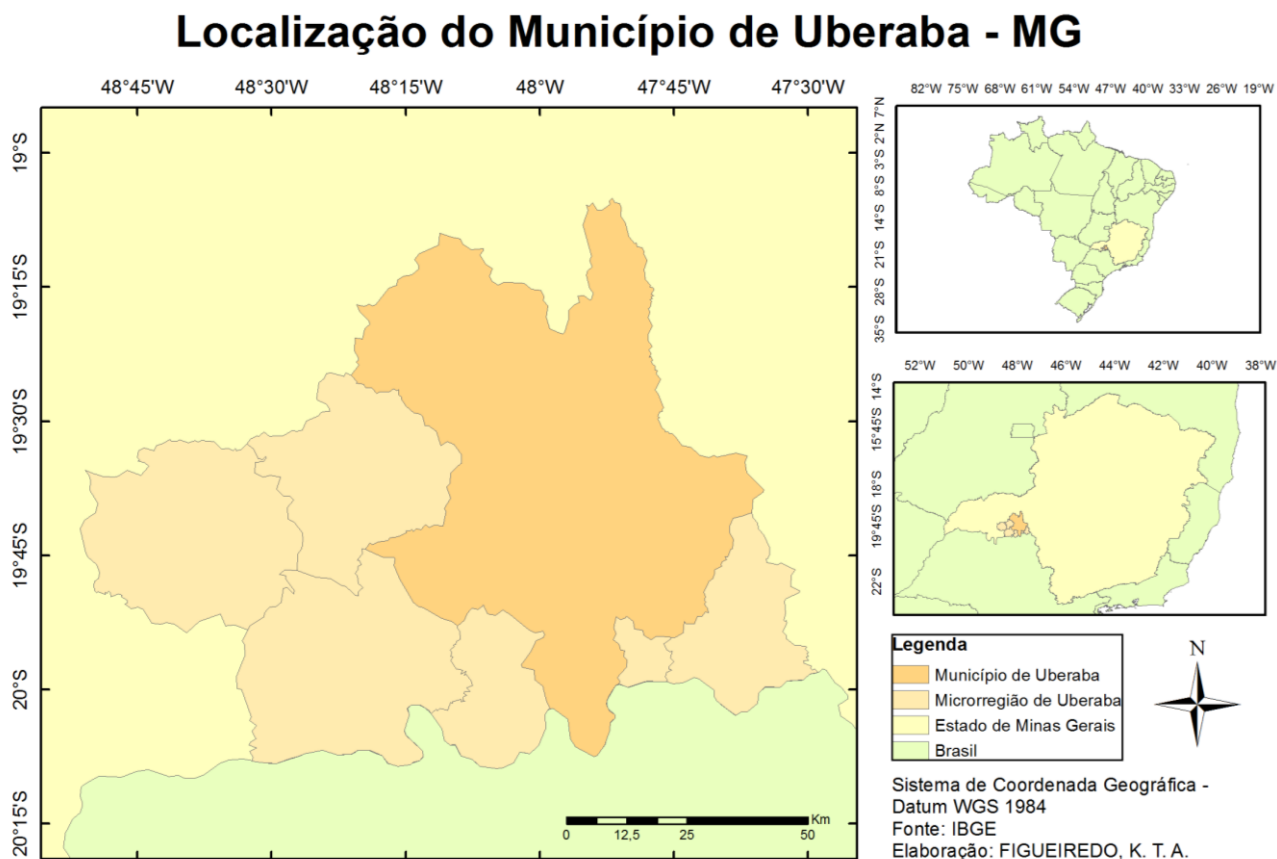 Localização do Município de Uberaba - MG
48°45'W 48°30'W 48°15'W 48°W 47°45'W 47°30'W
19°S
19°15'S
19°30'S
19°45'S
20°S
20°15'S
Km
0 12,5 25 50
82°W 75°W 68°W 61°W 54°W 47°W 40°W 33°W 26°W 19°W
7°N
2°N
3°S
8°S
14°S
21°S
28°S
35°S
52°W 50°W 48°W 46°W 44°W 42°W 40°W 38°W
14°S
15°45'S
18°S
19°45'S
22°S
Legenda
Município de Uberaba
Microrregião de Uberaba
Estado de Minas Gerais
Brasil
N
Sistema de Coordenada Geográfica -
Datum WGS 1984
Fonte: IBGE
Elaboração: FIGUEIREDO, K. T. A.